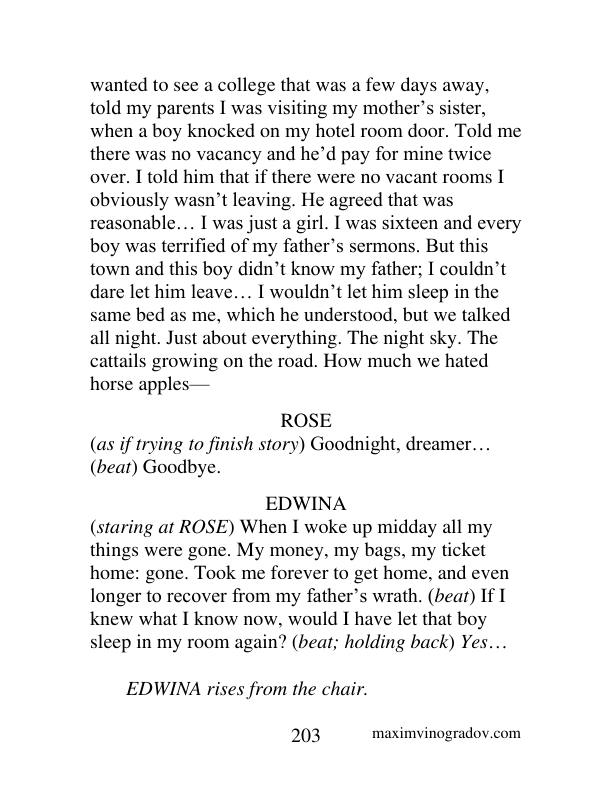 wanted to see a college that was a few days away,
told my parents I was visiting my mother’s sister,
when a boy knocked on my hotel room door. Told me
there was no vacancy and he’d pay for mine twice
over. I told him that if there were no vacant rooms I
obviously wasn’t leaving. He agreed that was
reasonable… I was just a girl. I was sixteen and every
boy was terrified of my father’s sermons. But this
town and this boy didn’t know my father; I couldn’t
dare let him leave… I wouldn’t let him sleep in the
same bed as me, which he understood, but we talked
all night. Just about everything. The night sky. The
cattails growing on the road. How much we hated
horse apples—
ROSE
(as if trying to finish story) Goodnight, dreamer…
(beat) Goodbye.
EDWINA
(staring at ROSE) When I woke up midday all my
things were gone. My money, my bags, my ticket
home: gone. Took me forever to get home, and even
longer to recover from my father’s wrath. (beat) If I
knew what I know now, would I have let that boy
sleep in my room again? (beat; holding back) Yes…
EDWINA rises from the chair.
203 maximvinogradov.com